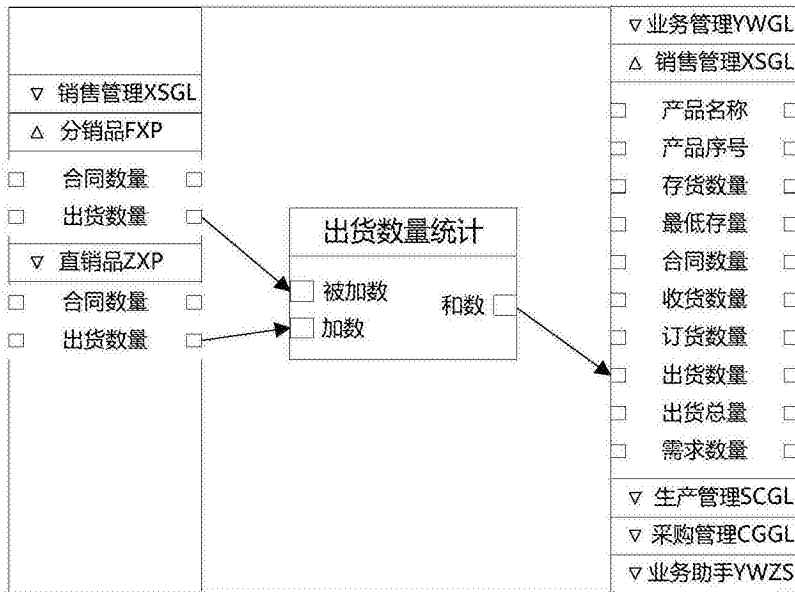 ▽ 销售管理XSGL
△ 分销品FXP
合同数量
出货数量
▽ 直销品ZXP
合同数量
出货数量
出货数量统计
被加数
和数
加数
▽业务管理YWGL
△ 销售管理XSGL
产品名称
产品序号
存货数量
最低存量
合同数量
收货数量
订货数量
出货数量
出货总量
需求数量
▽ 生产管理SCGL
▽ 采购管理CGGL
▽业务助手YWZS